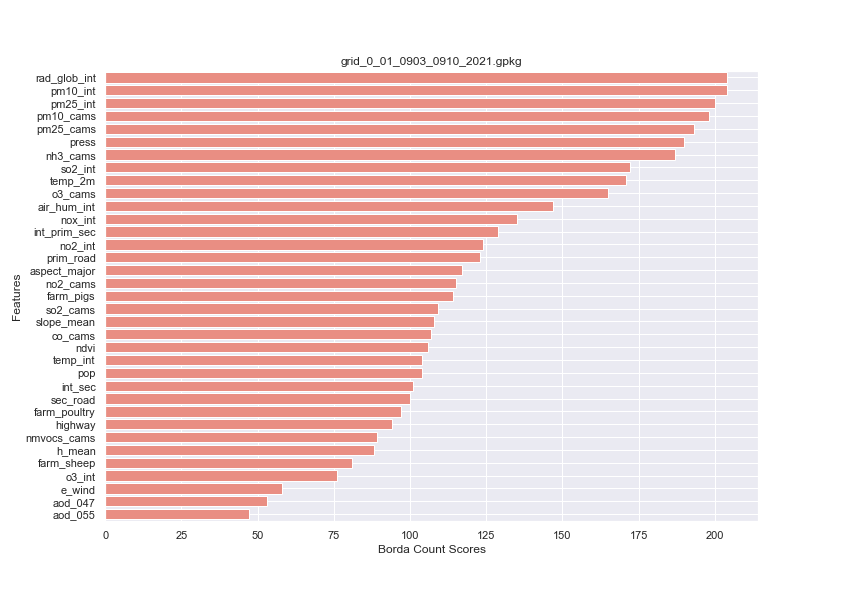 grid_0_01_0903_0910_2021.gpkg
rad_glob_int
pm10_int
pm25_int
pm10_cams
pm25_cams
press
nh3_cams
so2_int
temp_2m
o3_cams
air_hum_int
nox_int
int_prim_sec
no2_int
prim_road
aspect_major
no2_cams
farm_pigs
so2_cams
slope_mean
co_cams
ndvi
temp_int
pop
int_sec
sec_road
farm_poultry
highway
nmvocs_cams
h_mean
farm_sheep
o3_int
e_wind
aod_047
aod_055
Features
0 25 50 75 100 125 150 175 200
Borda Count Scores